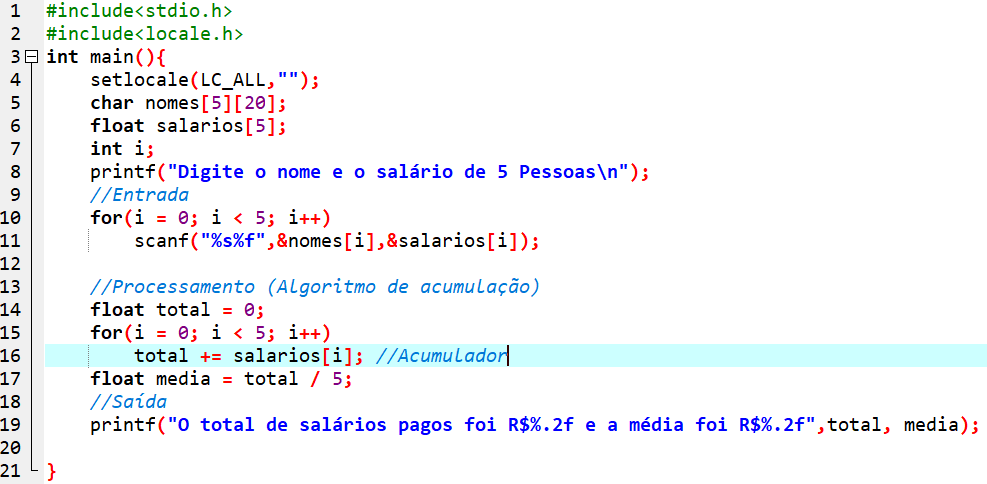 1 #include<stdio.h>
2 #include<locale.h>
3 int main(){
4     setlocale(LC_ALL,"");
5     char nomes[5][20];
6     float salarios[5];
7     int i;
8     printf("Digite o nome e o salário de 5 Pessoas\n");
9     //Entrada
10     for(i = 0; i < 5; i++)
11         scanf("%s%f",&nomes[i],&salarios[i]);
12
13     //Processamento (Algoritmo de acumulação)
14     float total = 0;
15     for(i = 0; i < 5; i++)
16         total += salarios[i]; //Acumulador
17     float media = total / 5;
18     //Saída
19     printf("O total de salários pagos foi R$%.2f e a média foi R$%.2f",total, media);
20
21 }